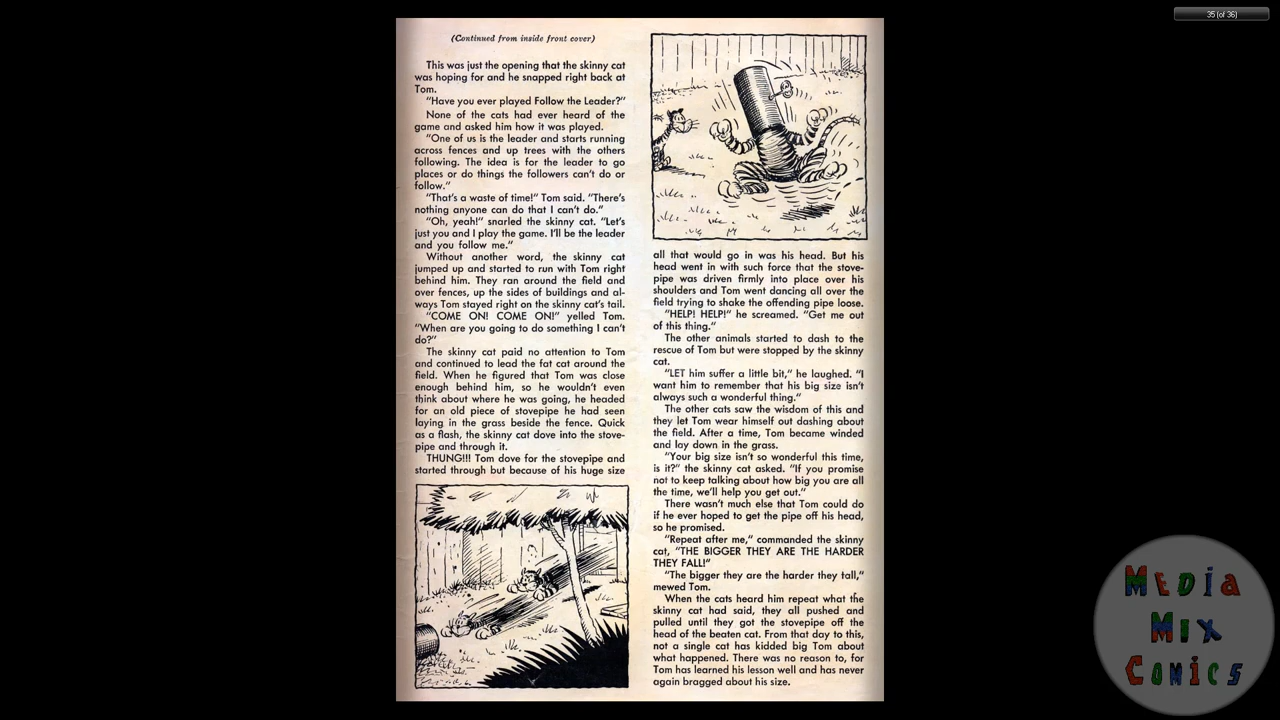 35 (of 36)
(Continued from inside front cover)
This was just the opening that the skinny cat
was hoping for and he snapped right back at
Tom.
"Have you ever played Follow the Leader?"
None of the cats had ever heard of the
game and asked him how it was played.
"One of us is the leader and starts running
across fences and up trees with the others
following. The idea is for the leader to go
places or do things the followers can't do or
follow."
"That's a waste of time!" Tom said. "There's
nothing anyone can do that I can't do."
"Oh, yeah!" snarled the skinny cat. "Let's
just you and I play the game. I'll be the leader
and you follow me."
Without another word, the skinny cat
jumped up and started to run with Tom right
behind him. They ran around the field and
over fences, up the sides of buildings and al-
ways Tom stayed right on the skinny cat's tail.
"COME ON! COME ON!" yelled Tom.
"When are you going to do something I can't
do?"
The skinny cat paid no attention to Tom
and continued to lead the fat cat around the
field. When he figured that Tom was close
enough behind him, so he wouldn't even
think about where he was going, he headed
for an old piece of stovepipe he had seen
laying in the grass beside the fence. Quick
as a flash, the skinny cat dove into the stove-
pipe and through it.
THUNG!!! Tom dove for the stovepipe and
started through but because of his huge size
all that would go in was his head. But his
head went in with such force that the stove-
pipe was driven firmly into place over his
shoulders and Tom went dancing all over the
field trying to shake the offending pipe loose.
"HELP! HELP!" he screamed. "Get me out
of this thing."
The other animals started to dash to the
rescue of Tom but were stopped by the skinny
cat.
"LET him suffer a little bit," he laughed. "I
want him to remember that his big size isn't
always such a wonderful thing."
The other cats saw the wisdom of this and
they let Tom wear himself out dashing about
the field. After a time, Tom became winded
and lay down in the grass.
"Your big size isn't so wonderful this time,
is it?" the skinny cat asked. "If you promise
not to keep talking about how big you are all
the time, we'll help you get out."
There wasn't much else that Tom could do
if he ever hoped to get the pipe off his head,
so he promised.
"Repeat after me," commanded the skinny
cat, "THE BIGGER THEY ARE THE HARDER
THEY FALL!"
"The bigger they are the harder they tall,"
mewed Tom.
When the cats heard him repeat what the
skinny cat had said, they all pushed and
pulled until they got the stovepipe off the
head of the beaten cat. From that day to this,
not a single cat has kidded big Tom about
what happened. There was no reason to, for
Tom has learned his lesson well and has never
again bragged about his size.
MEDIA
MIX
COMICS